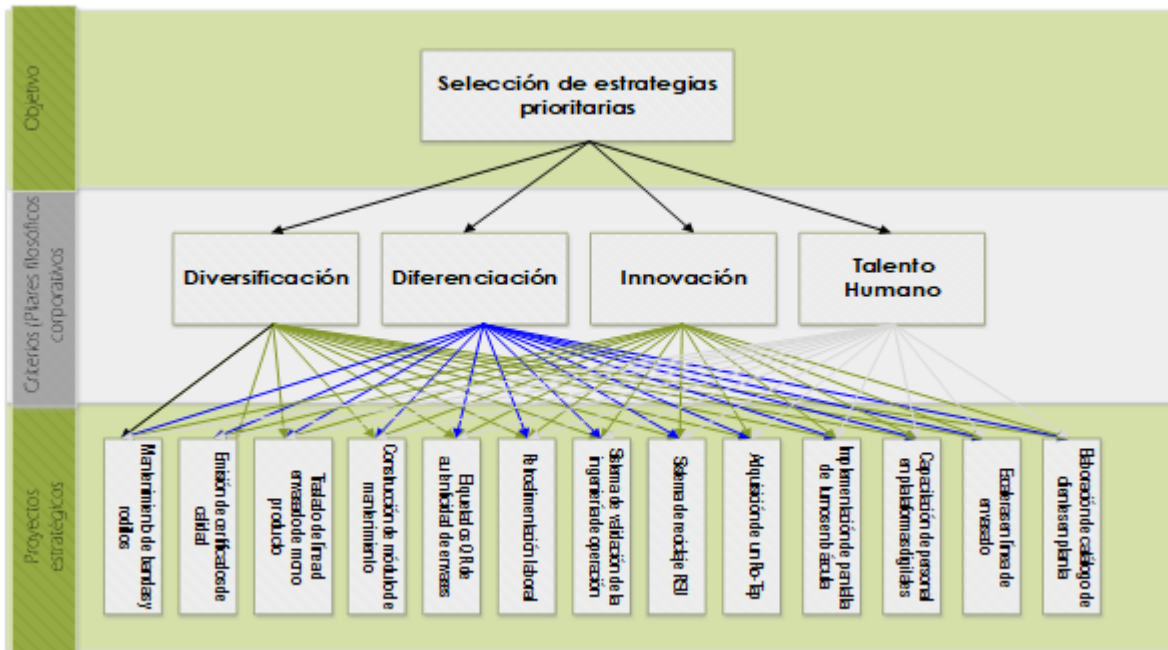 Objetivo
Selección de estrategias
prioritarias
Criterios (Pilares filosóficos
corporativos
Diversificación
Diferenciación
Innovación
Talento
Humano
Proyectos
estratégicos
Mantenimiento de bandas y
rodillos
Emisión de certificados de
calidad
Traslado de línea d
envasado de mono
producto
Construcción de módulo de
mantenimiento
Etiquetados QR de
autenticidad de envases
Retroalimentación laboral
Sistema de validación de la
ingeniería de operación
Sistema de reciclaje RSU
Adquisición de un Ro-Tap
Implementación de pantalla
de turnos en báscula
Capacitación de personal
en plataformas digitales
Escaleras en línea de
envasado
Elaboración de catálogo de
clientes en planta